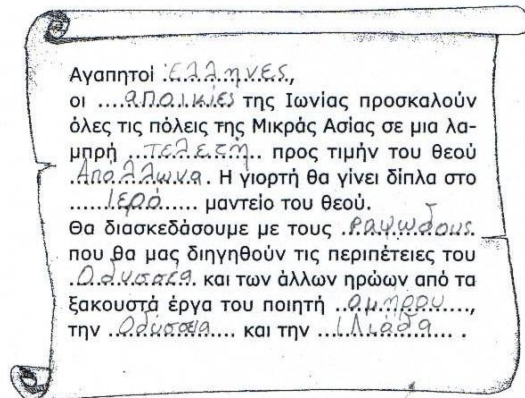 Αγαπητοί Έλληνες,
οι αποικίες της Ιωνίας προσκαλούν
όλες τις πόλεις της Μικράς Ασίας σε μια λα-
μπρή τελετή προς τιμήν του θεού
Απόλλωνα. Η γιορτή θα γίνει δίπλα στο
Ιερό μαντείο του θεού.
Θα διασκεδάσουμε με τους ραψωδους
που θα μας διηγηθούν τις περιπέτειες του
Οδυσσέα και των άλλων ηρώων από τα
ξακουστά έργα του ποιητή ομήρου,
την Οδύσσεια και την Ιλιάδα.